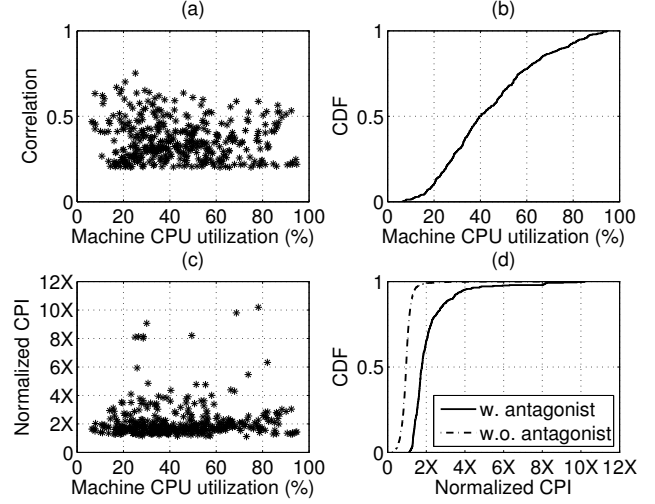 (a)
1
0.5
0
Correlation
0 20 40 60 80 100
Machine CPU utilization (%)
(b)
1
0.5
0
CDF
0 20 40 60 80 100
Machine CPU utilization (%)
(c)
12X
10X
8X
6X
4X
2X
0
Normalized CPI
0 20 40 60 80 100
Machine CPU utilization (%)
(d)
1
0.5
0
CDF
w. antagonist
w.o. antagonist
0 2X 4X 6X 8X 10X 12X
Normalized CPI